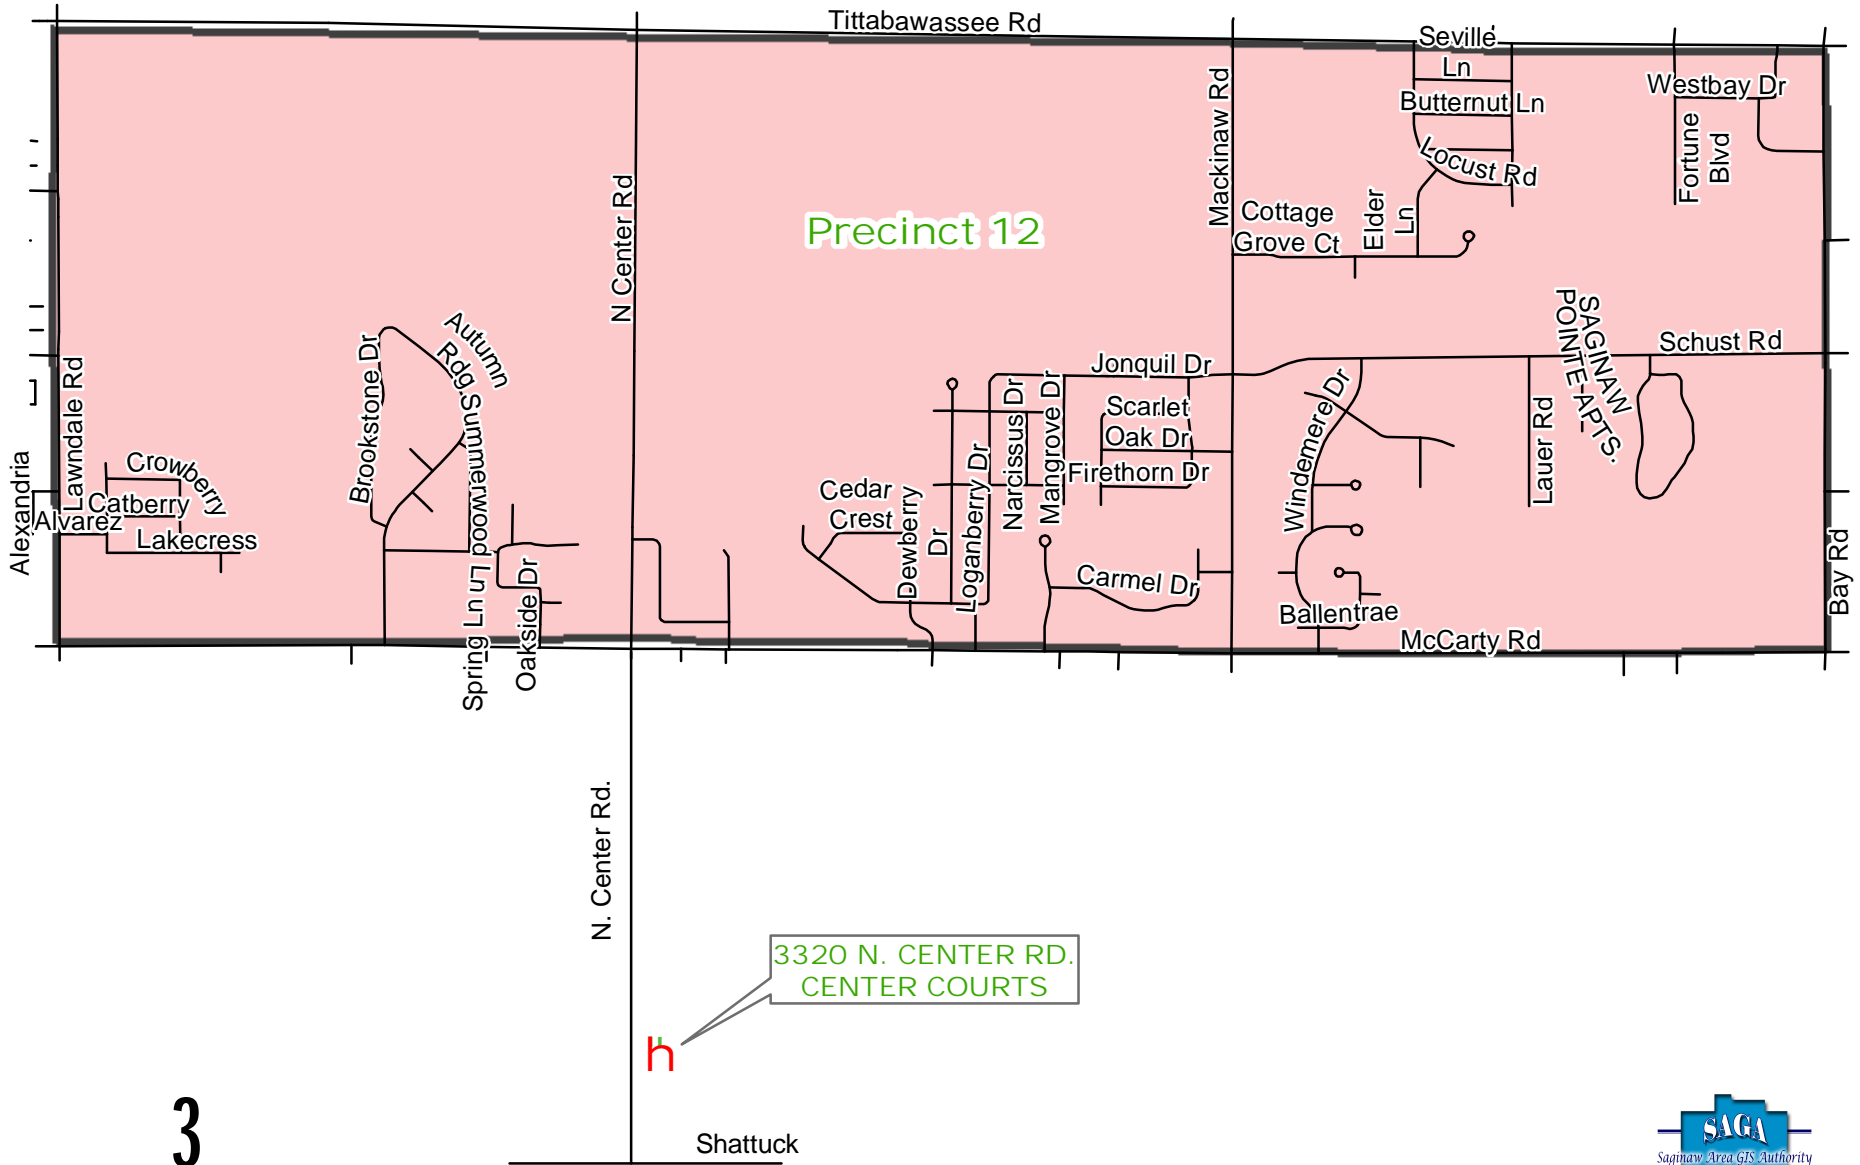 Tittabawassee Rd
Seville
Ln
Butternut Ln
Locust Rd
Westbay Dr
Fortune
Blvd
Mackinaw Rd
N Center Rd
Precinct 12
Cottage
Grove Ct
Elder
Ln
SAGINAW
POINTE APTS.
Schust Rd
Autumn
Rdg
Brookstone Dr
Summerwood Ln
Lawndale Rd
Jonquil Dr
Scarlet
Oak Dr
Firethorn Dr
Narcissus Dr
Mangrove Dr
Loganberry Dr
Windemere Dr
Lauer Rd
Crowberry
Catberry
Alvarez
Lakecress
Alexandria
Cedar
Crest
Dewberry
Dr
Carmel Dr
Ballentrae
McCarty Rd
Bay Rd
Spring Ln
Oakside Dr
N. Center Rd.
3320 N. CENTER RD.
CENTER COURTS
h
3
Shattuck
SAGA
Saginaw Area GIS Authority